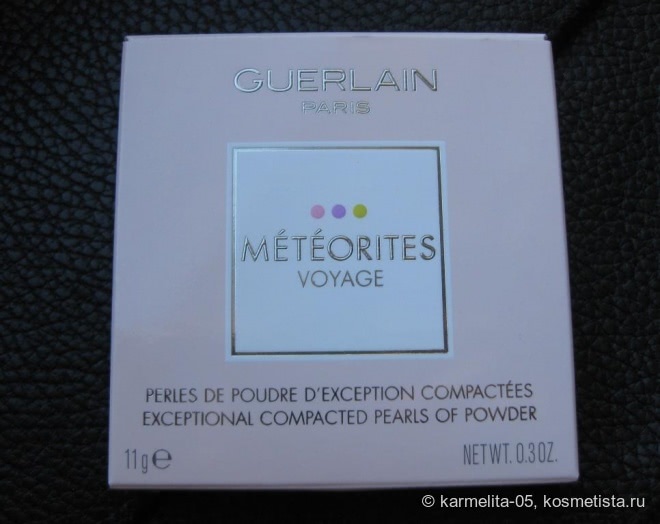 GUERLAIN
PARIS
MÉTÉORITES
VOYAGE
PERLES DE POUDRE D'EXCEPTION COMPACTÉES
EXCEPTIONAL COMPACTED PEARLS OF POWDER
11g℮ NET WT. 0.3 OZ.
© karmelita-05, kosmetista.ru